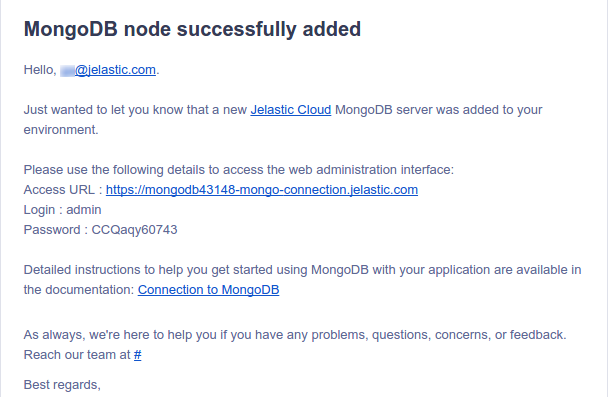 MongoDB node successfully added
Hello, @jelastic.com.
Just wanted to let you know that a new Jelastic Cloud MongoDB server was added to your
environment.
Please use the following details to access the web administration interface:
Access URL : https://mongodb43148-mongo-connection.jelastic.com
Login : admin
Password : CCQaqy60743
Detailed instructions to help you get started using MongoDB with your application are available in
the documentation: Connection to MongoDB
As always, we're here to help you if you have any problems, questions, concerns, or feedback.
Reach our team at #
Best regards,